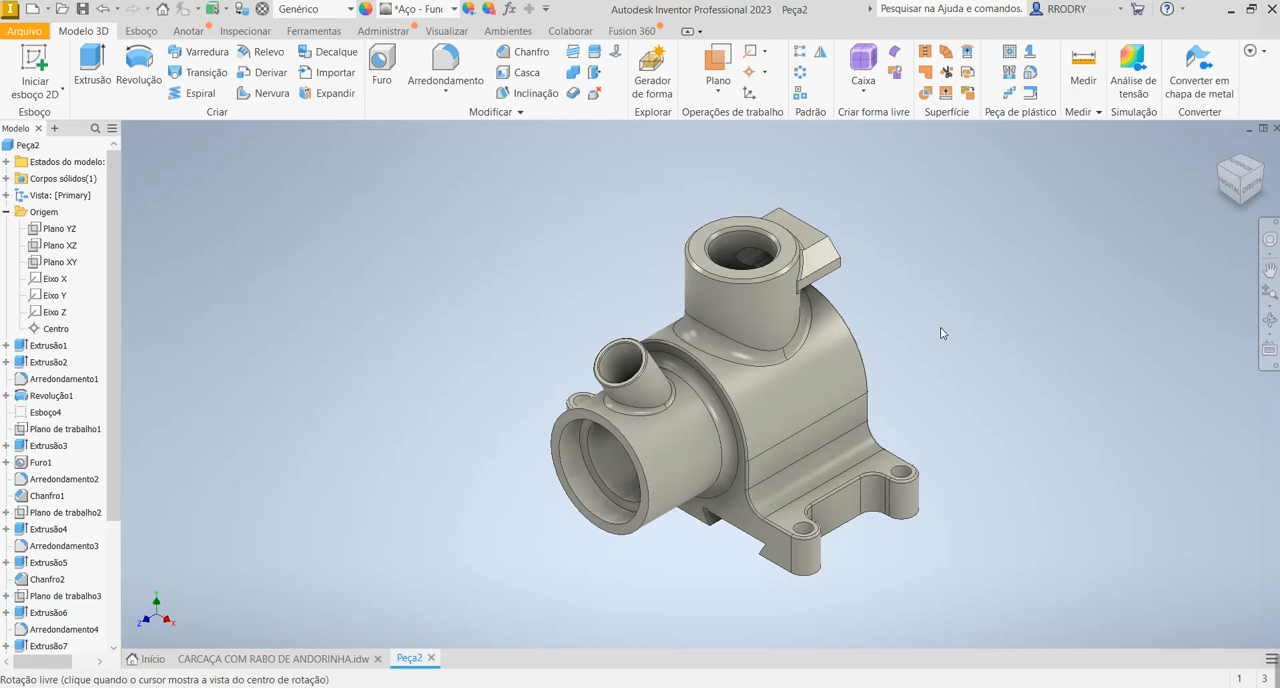 Genérico
*Aço - Func
Autodesk Inventor Professional 2023 Peça2
Pesquisar na Ajuda e comandos.
RRODRY
Arquivo
Modelo 3D
Esboço
Anotar
Inspecionar
Ferramentas
Administrar
Visualizar
Ambientes
Colaborar
Fusion 360
Iniciar
esboço 2D
Esboço
Extrusão
Revolução
Varredura
Transição
Espiral
Relevo
Derivar
Nervura
Decalque
Importar
Expandir
Criar
Furo
Arredondamento
Chanfro
Casca
Inclinação
Modificar
Gerador
de forma
Explorar
Plano
Operações de trabalho
Padrão
Caixa
Criar forma livre
Superfície
Peça de plástico
Medir
Medir
Análise de
tensão
Simulação
Converter em
chapa de metal
Converter
Modelo
Peça2
Estados do modelo:
Corpos sólidos(1)
Vista: [Primary]
Origem
Plano YZ
Plano XZ
Plano XY
Eixo X
Eixo Y
Eixo Z
Centro
Extrusão1
Extrusão2
Arredondamento1
Revolução1
Esboço4
Plano de trabalho1
Extrusão3
Furo1
Arredondamento2
Chanfro1
Plano de trabalho2
Extrusão4
Arredondamento3
Extrusão5
Chanfro2
Plano de trabalho3
Extrusão6
Arredondamento4
Extrusão7
SUPERIOR
FRONTAL
DIREITA
Y
Z
X
Início
CARCAÇA COM RABO DE ANDORINHA.idw
Peça2
Rotação livre (clique quando o cursor mostra a vista do centro de rotação)
1
3